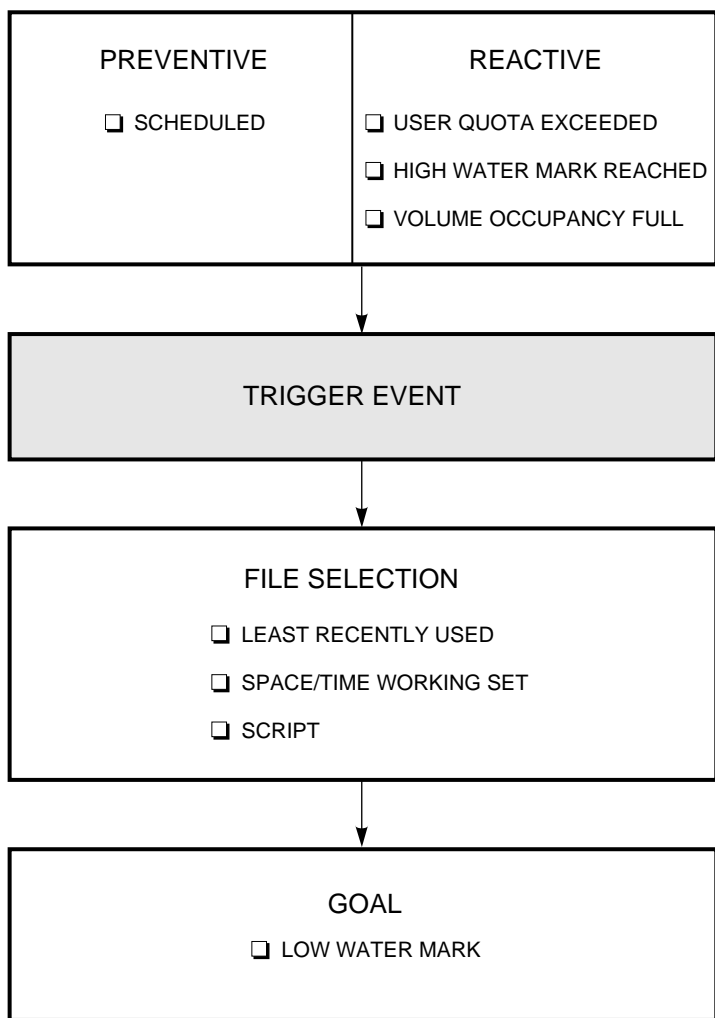 PREVENTIVE
❏ SCHEDULED
REACTIVE
❏ USER QUOTA EXCEEDED
❏ HIGH WATER MARK REACHED
❏ VOLUME OCCUPANCY FULL
TRIGGER EVENT
FILE SELECTION
❏ LEAST RECENTLY USED
❏ SPACE/TIME WORKING SET
❏ SCRIPT
GOAL
❏ LOW WATER MARK